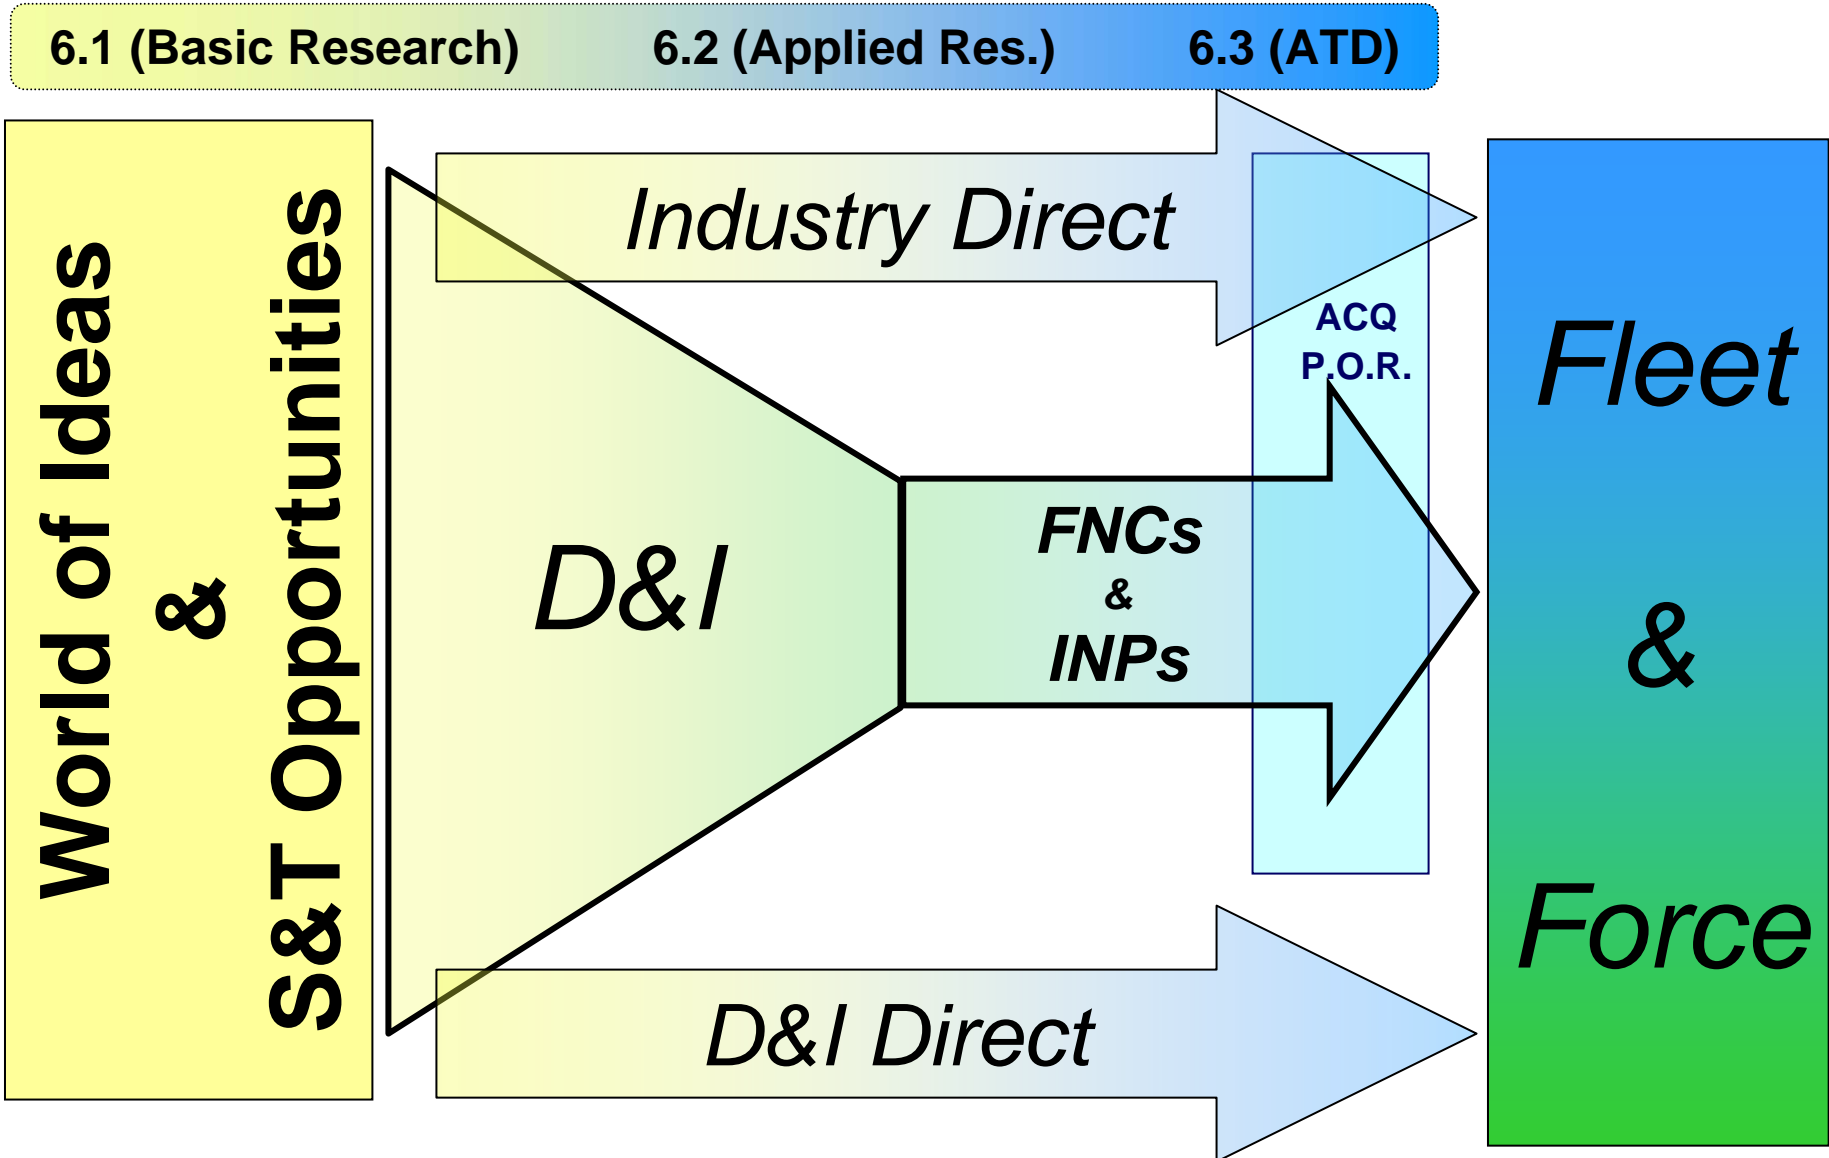 6.1 (Basic Research) 6.2 (Applied Res.) 6.3 (ATD)
World of Ideas
&
S&T Opportunities
Industry Direct
ACQ
P.O.R.
D&I
FNCs
&
INPs
D&I Direct
Fleet
&
Force